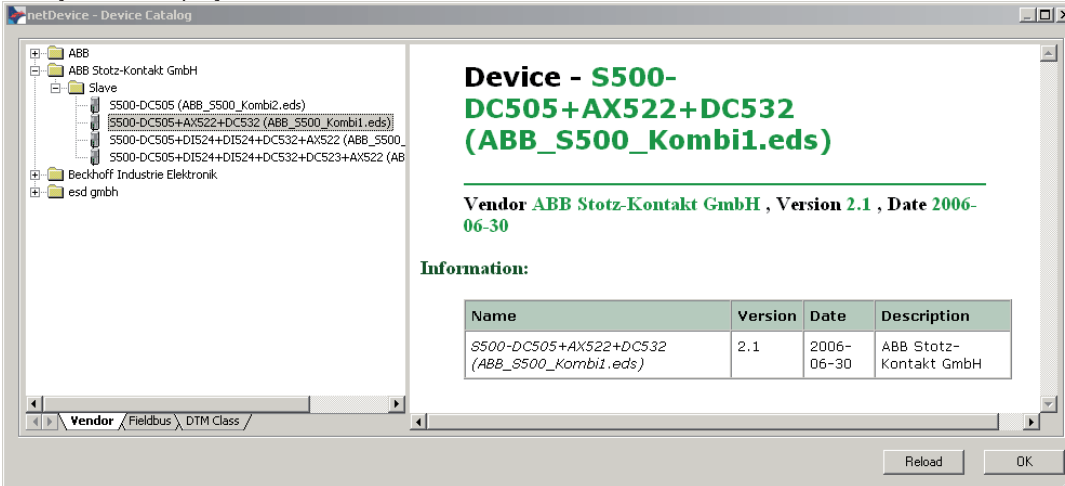 netDevice - Device Catalog
ABB
ABB Stotz-Kontakt GmbH
Slave
S500-DC505 (ABB_S500_Kombi2.eds)
S500-DC505+AX522+DC532 (ABB_S500_Kombi1.eds)
S500-DC505+DI524+DI524+DC532+AX522 (ABB_S500_
S500-DC505+DI524+DI524+DC532+DC523+AX522 (AB
Beckhoff Industrie Elektronik
esd gmbh
Vendor Fieldbus DTM Class
Device - S500-
DC505+AX522+DC532
(ABB_S500_Kombi1.eds)
Vendor ABB Stotz-Kontakt GmbH , Version 2.1 , Date 2006-
06-30
Information:
Name Version Date Description
S500-DC505+AX522+DC532 2.1 2006- ABB Stotz-
(ABB_S500_Kombi1.eds) 06-30 Kontakt GmbH
Reload OK